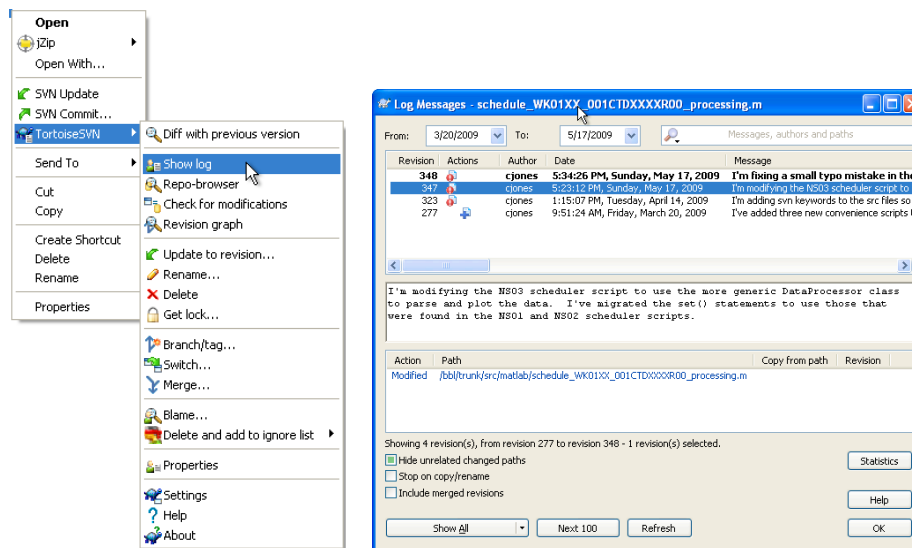 Open
jZip
Open With...
SVN Update
SVN Commit...
TortoiseSVN
Send To
Cut
Copy
Create Shortcut
Delete
Rename
Properties
Diff with previous version
Show log
Repo-browser
Check for modifications
Revision graph
Update to revision...
Rename...
Delete
Get lock...
Branch/tag...
Switch...
Merge...
Blame...
Delete and add to ignore list
Properties
Settings
Help
About
Log Messages - schedule_WK01XX_001CTDXXXXR00_processing.m
From: 3/20/2009 To: 5/17/2009 Messages, authors and paths
Revision Actions Author Date Message
348 cjones 5:34:26 PM, Sunday, May 17, 2009 I'm fixing a small typo mistake in the
347 cjones 5:23:12 PM, Sunday, May 17, 2009 I'm modifying the NS03 scheduler script to
323 cjones 1:15:07 PM, Tuesday, April 14, 2009 I'm adding svn keywords to the src files so
277 cjones 9:51:24 AM, Friday, March 20, 2009 I've added three new convenience scripts
I'm modifying the NS03 scheduler script to use the more generic DataProcessor class
to parse and plot the data. I've migrated the set() statements to use those that
were found in the NS01 and NS02 scheduler scripts.
Action Path Copy from path Revision
Modified /bbl/trunk/src/matlab/schedule_WK01XX_001CTDXXXXR00_processing.m
Showing 4 revision(s), from revision 277 to revision 348 - 1 revision(s) selected.
Hide unrelated changed paths
Stop on copy/rename
Include merged revisions
Statistics
Help
Show All Next 100 Refresh OK